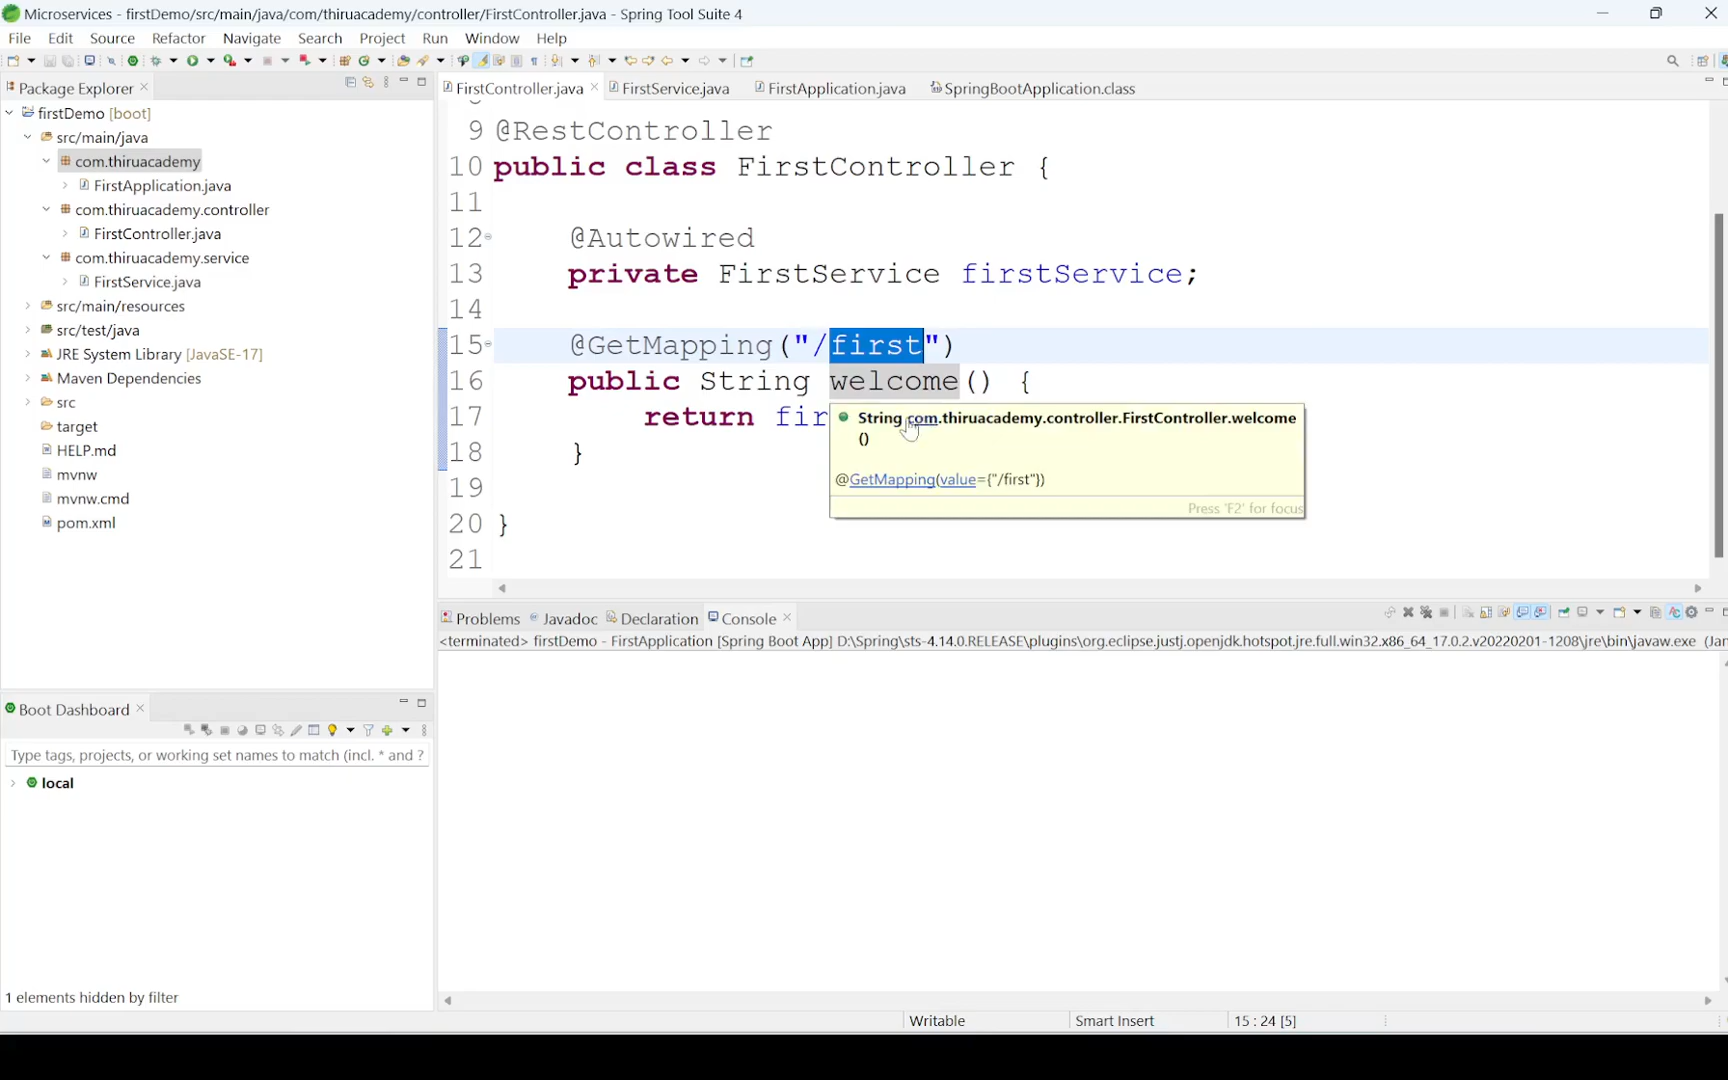 Microservices - firstDemo/src/main/java/com/thiruacademy/controller/FirstController.java - Spring Tool Suite 4
File Edit Source Refactor Navigate Search Project Run Window Help
Package Explorer
firstDemo [boot]
src/main/java
com.thiruacademy
FirstApplication.java
com.thiruacademy.controller
FirstController.java
com.thiruacademy.service
FirstService.java
src/main/resources
src/test/java
JRE System Library [JavaSE-17]
Maven Dependencies
src
target
HELP.md
mvnw
mvnw.cmd
pom.xml
FirstController.java FirstService.java FirstApplication.java SpringBootApplication.class
9 @RestController
10 public class FirstController {
11
12 @Autowired
13 private FirstService firstService;
14
15 @GetMapping("/first")
16 public String welcome() {
17 return fir
18 }
19
20 }
21
String com.thiruacademy.controller.FirstController.welcome
()
@GetMapping(value={"/first"})
Press 'F2' for focus
Problems Javadoc Declaration Console
<terminated> firstDemo - FirstApplication [Spring Boot App] D:\Spring\sts-4.14.0.RELEASE\plugins\org.eclipse.justj.openjdk.hotspot.jre.full.win32.x86_64_17.0.2.v20220201-1208\jre\bin\javaw.exe (Jan
Boot Dashboard
Type tags, projects, or working set names to match (incl. * and ?
local
1 elements hidden by filter
Writable Smart Insert 15 : 24 [5]